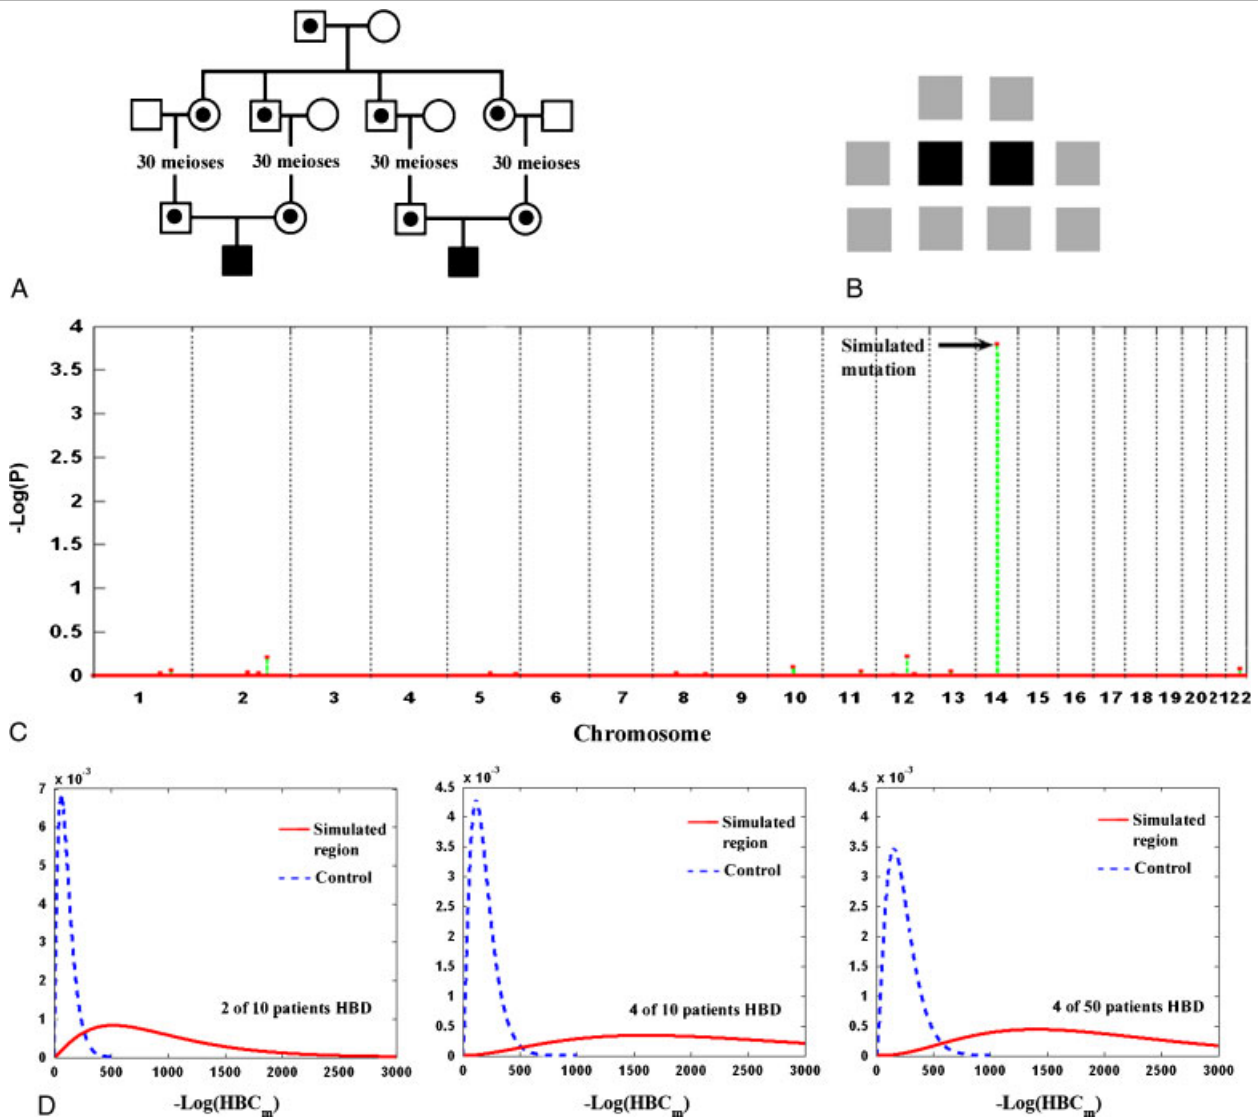 30 meioses 30 meioses 30 meioses 30 meioses
A
B
4
3.5
3
2.5
2
1.5
1
0.5
0
-Log(P)
Simulated
mutation
1 2 3 4 5 6 7 8 9 10 11 12 13 14 15 16 17 18 19 20 2122
C
Chromosome
x 10-3
7
6
5
4
3
2
1
0
Simulated
region
Control
2 of 10 patients HBD
0 500 1000 1500 2000 2500 3000
-Log(HBCm)
x 10-3
4.5
4
3.5
3
2.5
2
1.5
1
0.5
0
Simulated
region
Control
4 of 10 patients HBD
0 500 1000 1500 2000 2500 3000
-Log(HBCm)
x 10-3
4.5
4
3.5
3
2.5
2
1.5
1
0.5
0
Simulated
region
Control
4 of 50 patients HBD
0 500 1000 1500 2000 2500 3000
-Log(HBCm)
D